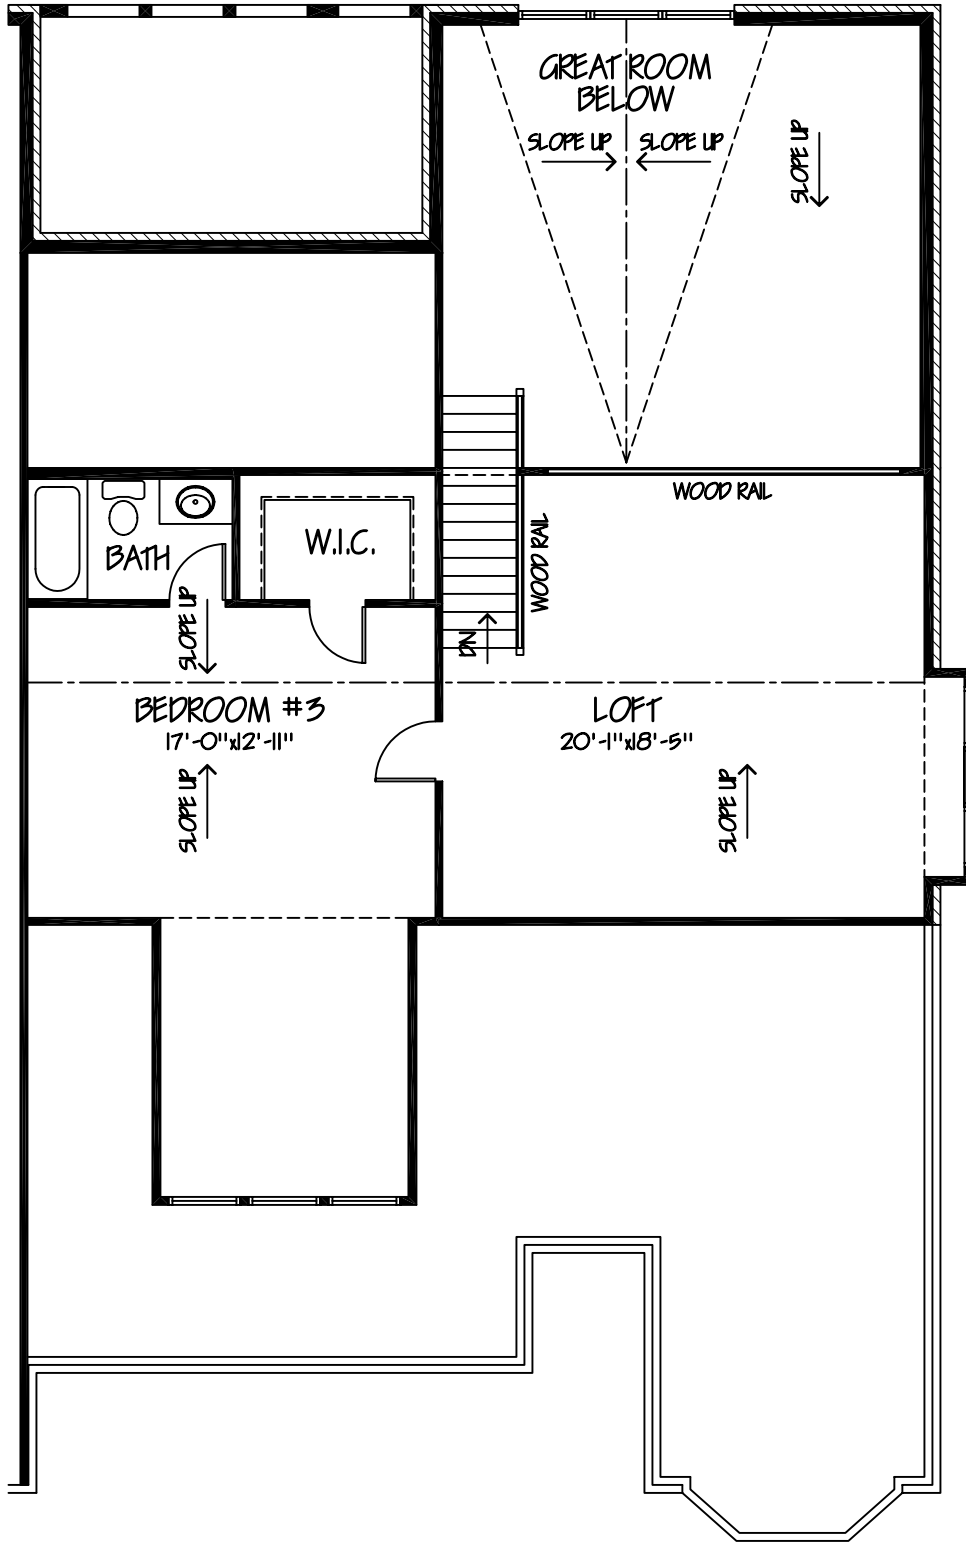 GREAT ROOM
BELOW
SLOPE UP
SLOPE UP
SLOPE UP
WOOD RAIL
W.I.C.
BATH
WOOD RAIL
SLOPE UP
DN
BEDROOM #3
17'-0"x12'-11"
LOFT
20'-1"x18'-5"
SLOPE UP
SLOPE UP